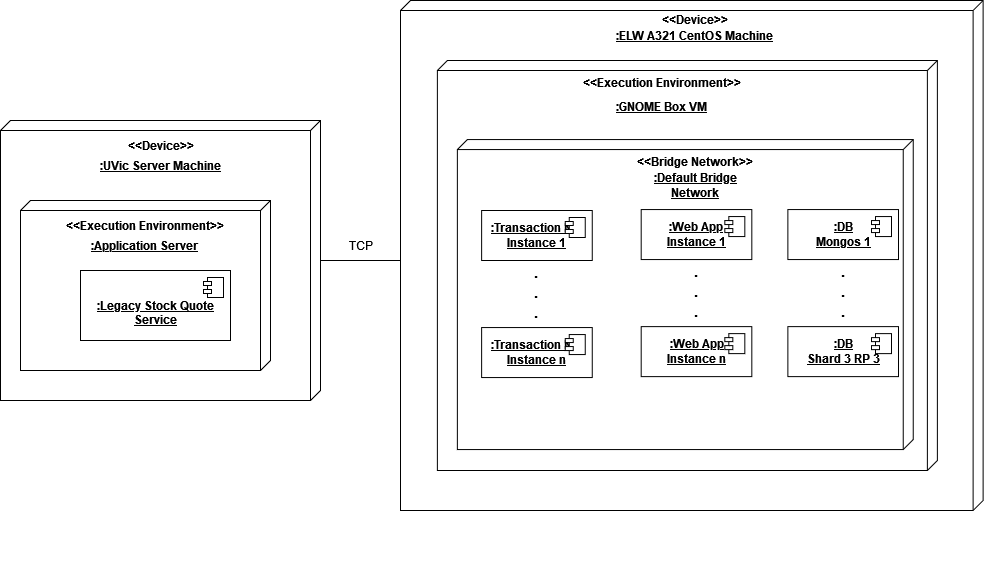 <<Device>>
:ELW A321 CentOS Machine
<<Execution Environment>>
:GNOME Box VM
<<Device>>
:UVic Server Machine
<<Execution Environment>>
:Application Server
:Legacy Stock Quote
Service
TCP
<<Bridge Network>>
:Default Bridge
Network
:Transaction
Instance 1
:Web App
Instance 1
:DB
Mongos 1
:Transaction
Instance n
:Web App
Instance n
:DB
Shard 3 RP 3